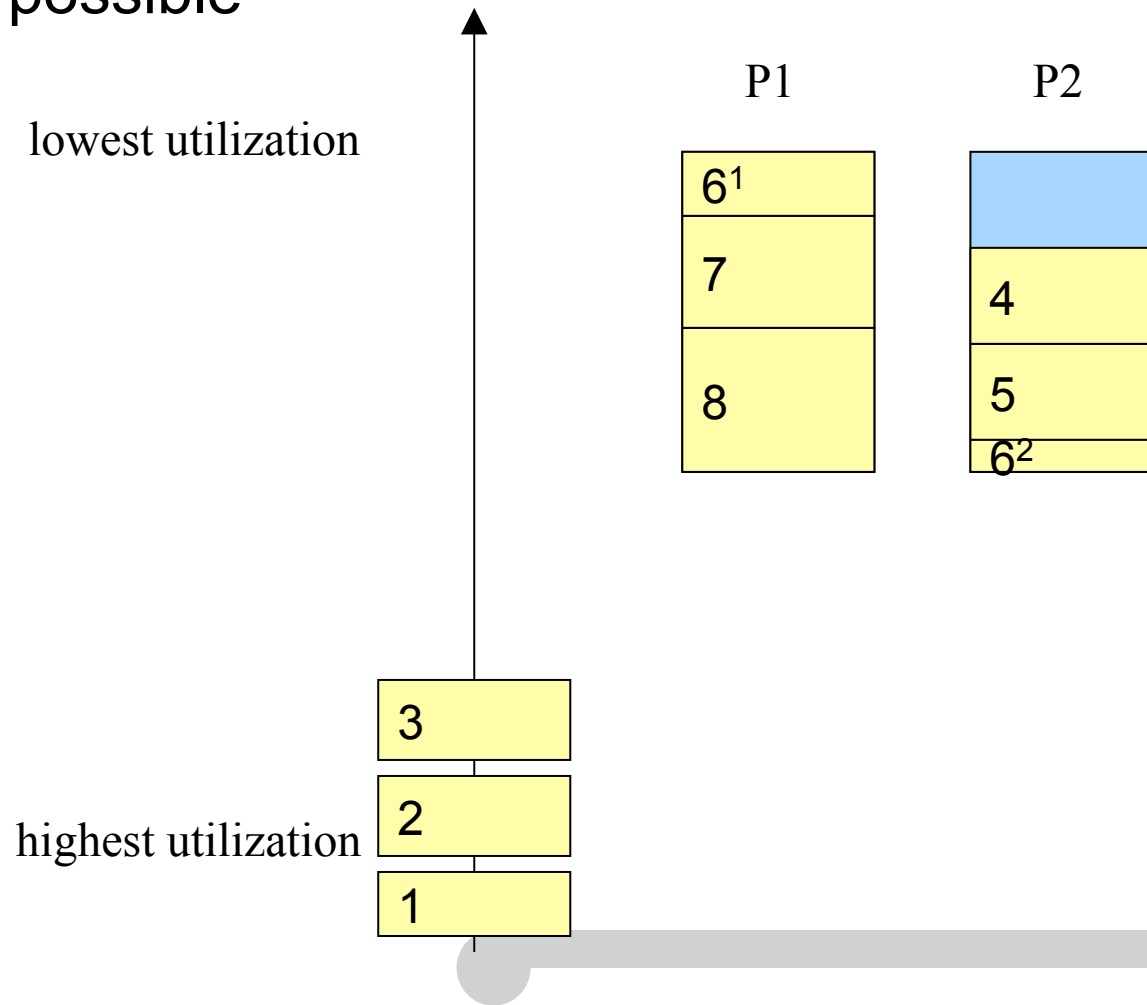 possible
P1 P2
lowest utilization
6¹
7
8
4
5
6²
3
2
highest utilization
1